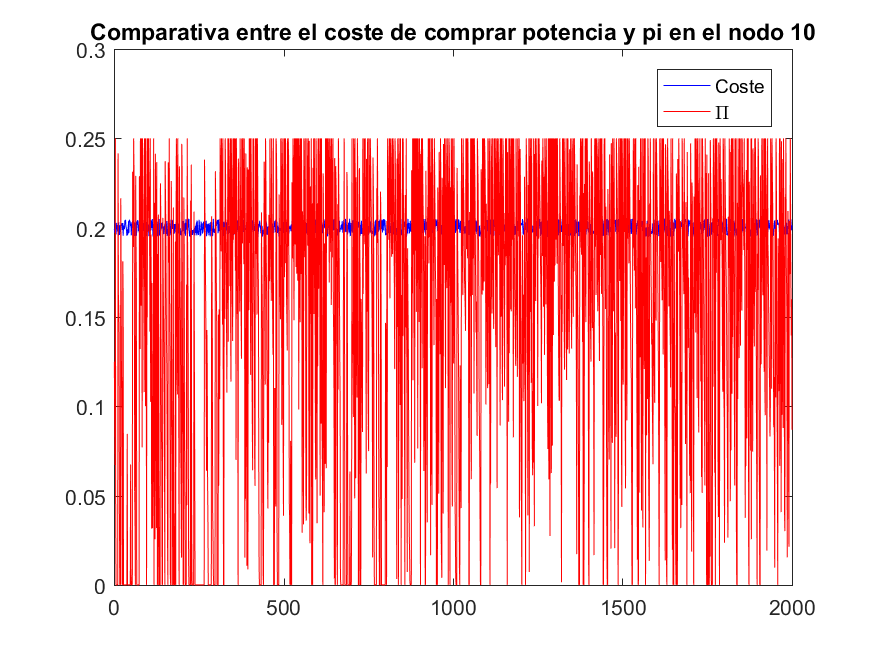 Comparativa entre el coste de comprar potencia y pi en el nodo 10
0.3
Coste
Π
0.25
0.2
0.15
0.1
0.05
0
0 500 1000 1500 2000